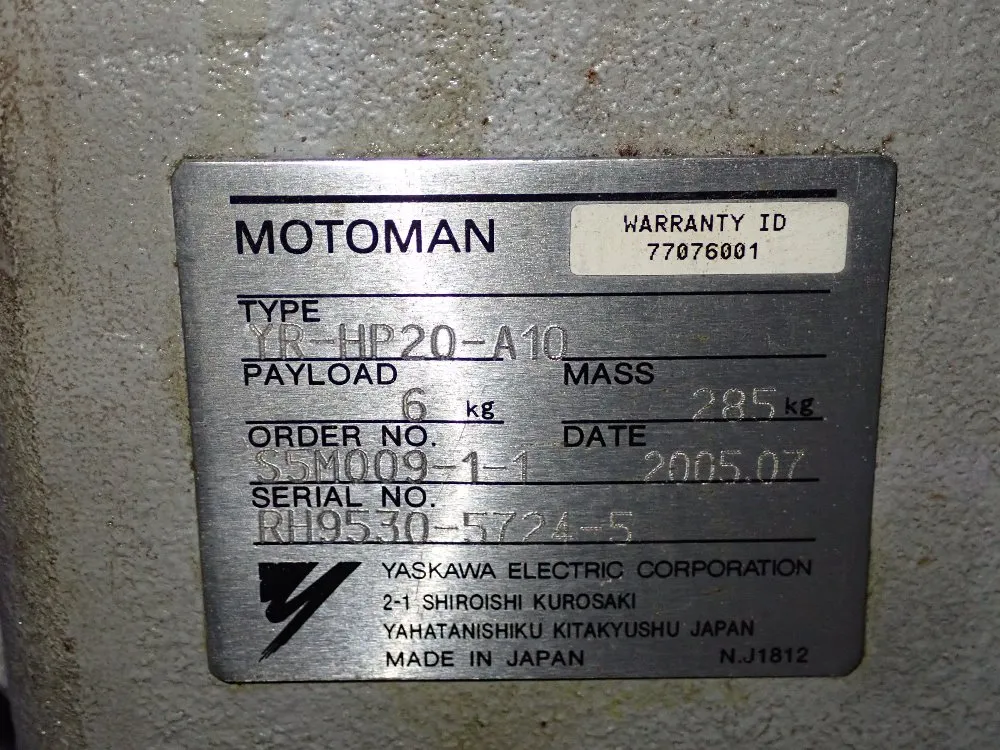 MOTOMAN
WARRANTY ID
77076001
TYPE
YR-HP20-A10
PAYLOAD
6 kg
MASS
285 kg
ORDER NO.
S5M009-1-1
DATE
2005.07
SERIAL NO.
RH9530-5724-5
YASKAWA ELECTRIC CORPORATION
2-1 SHIROISHI KUROSAKI
YAHATANISHIKU KITAKYUSHU JAPAN
MADE IN JAPAN
N.J1812